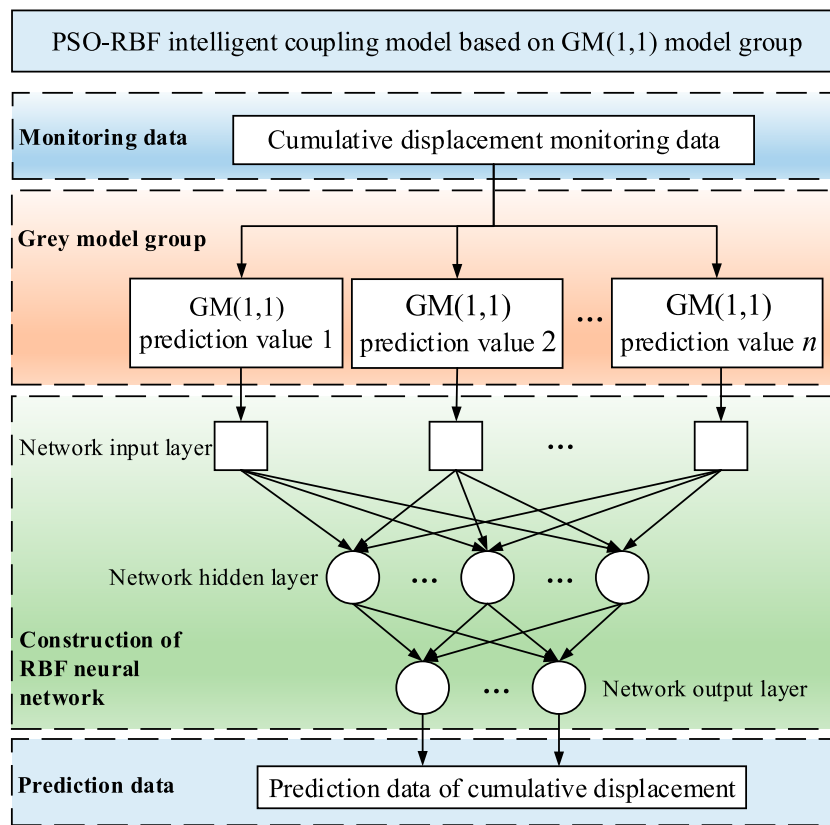 PSO-RBF intelligent coupling model based on GM(1,1) model group
Monitoring data
Cumulative displacement monitoring data
Grey model group
GM(1,1)
prediction value 1
GM(1,1)
prediction value 2
...
GM(1,1)
prediction value n
Network input layer
...
Network hidden layer
...
...
Construction of
RBF neural
network
...
Network output layer
Prediction data
Prediction data of cumulative displacement